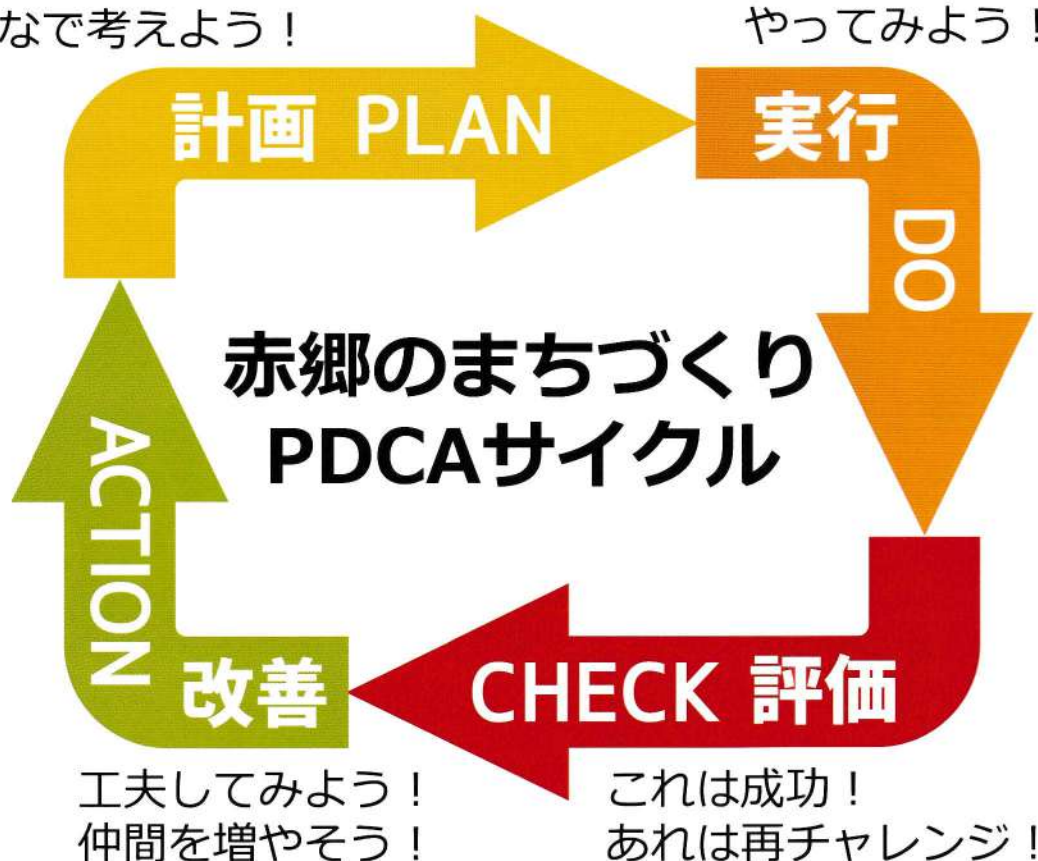 なで考えよう！
やってみよう！
計画 PLAN
実行
DO
赤郷のまちづくり
PDCAサイクル
ACTION
改善
CHECK 評価
工夫してみよう！
仲間を増やそう！
これは成功！
あれは再チャレンジ！